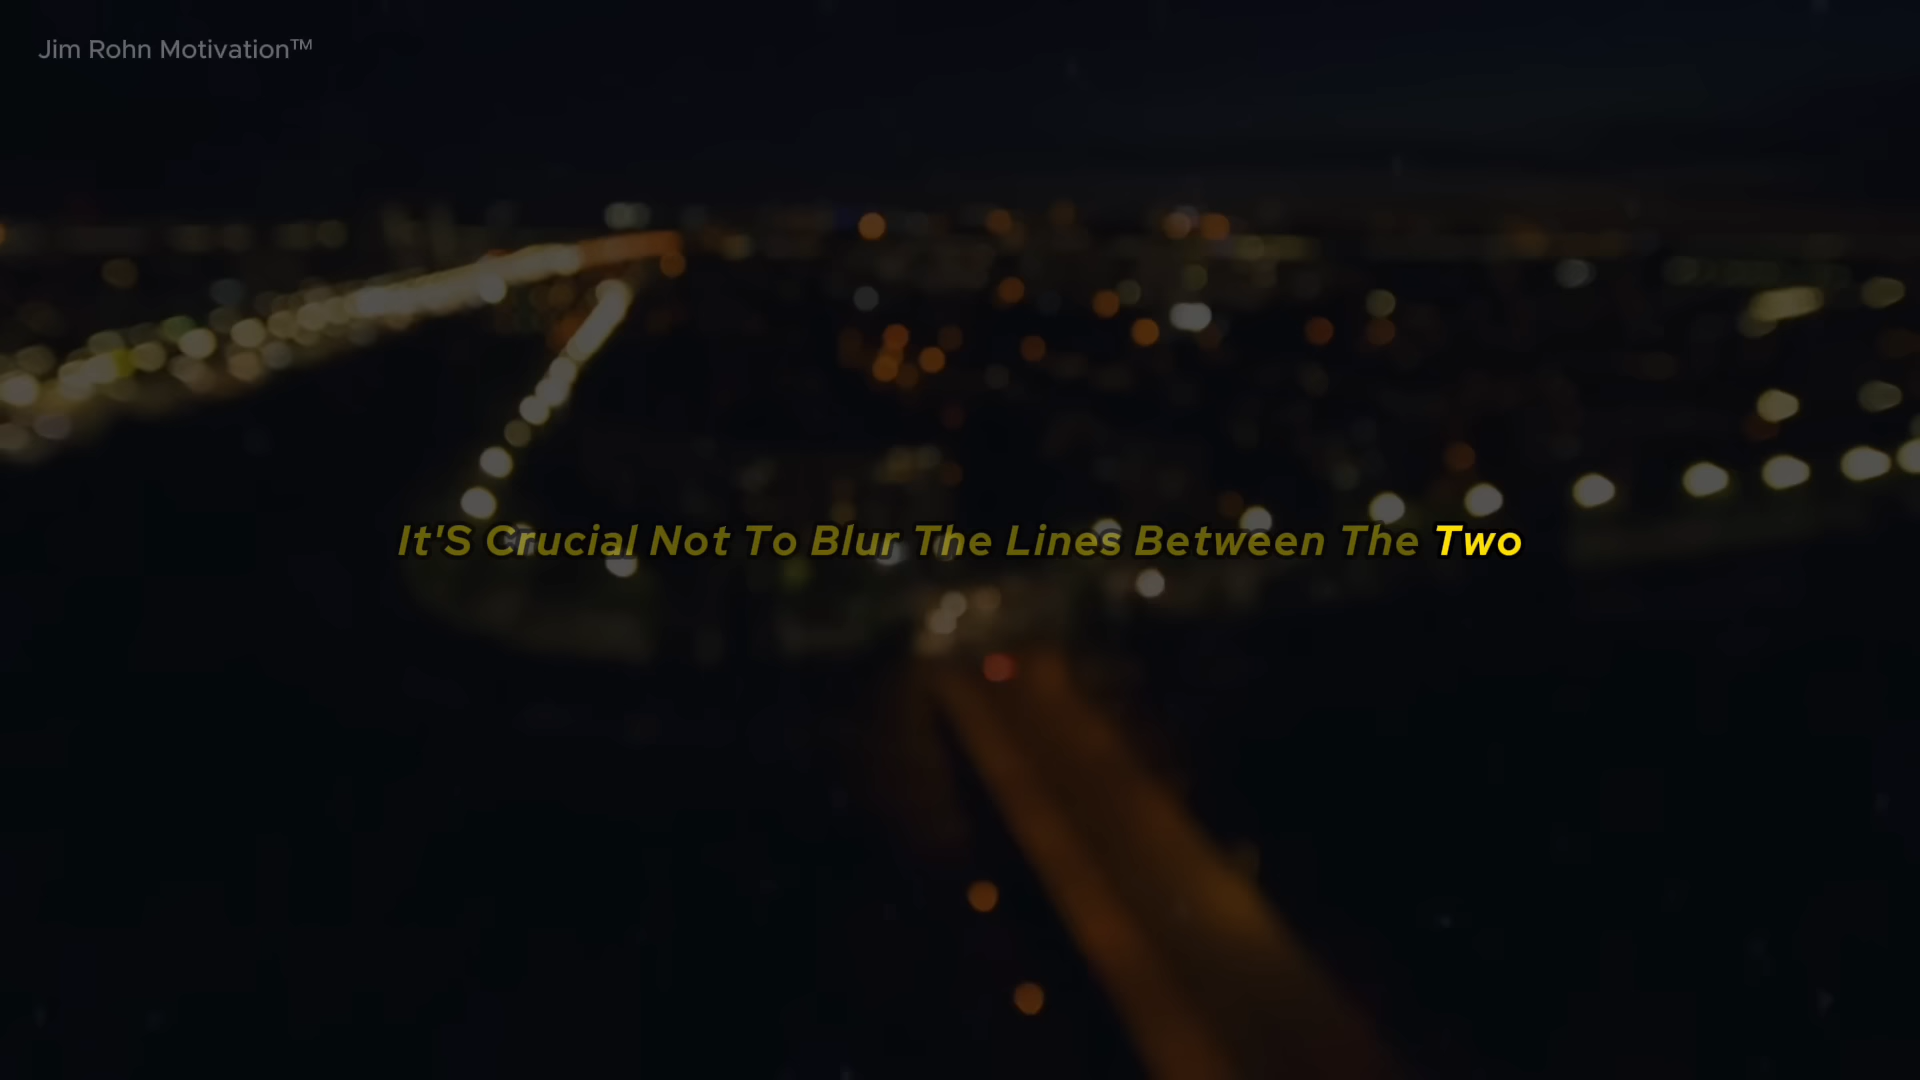 Jim Rohn Motivation™
It'S Crucial Not To Blur The Lines Between The Two